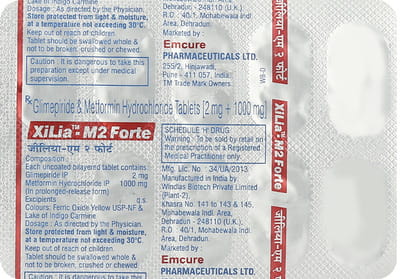 Lake of Indigo Carmine
Dosage : As directed by the Physician.
Store protected from light & moisture,
at a temperature not exceeding 30°C.
Keep out of reach of children
Tablet should be swallowed whole &
not to be broken, crushed or chewed.
Caution : It is dangerous to take this
preparation except under medical
supervision.
Dehradun - 248110 (U.K.)
R.O : 40/1, Mohabewala Indl
Area, Dehradun.
Marketed by :
Emcure
PHARMACEUTICALS LTD.
255/2, Hinjawadi,
Pune - 411 057, INDIA.
TM Trade Mark Owners.
Rx Glimepiride & Metformin Hydrochloride Tablets (2 mg + 1000 mg)
XiLia™-M2 Forte
जीलिया-एम २ फोर्ट
Composition :
Each uncoated bilayered tablet contains:
Glimepiride IP 2 mg
Metformin Hydrochloride IP 1000 mg
(in prolonged-release form)
Excipients q.s.
Colours: Ferric Oxide Yellow USP-NF &
Lake of Indigo Carmine
Dosage : As directed by the Physician.
Store protected from light & moisture,
at a temperature not exceeding 30°C.
Keep out of reach of children
Tablet should be swallowed whole &
not to be broken, crushed or chewed.
Caution : It is dangerous to take this
SCHEDULE 'H' DRUG
Warning : To be sold by retail on
the prescription of a Registered
Medical Practitioner only.
Mfg. Lic. No. : 34/UA/2013
Manufactured in India by
Windlas Biotech Private Limited
(Plant-2),
Khasra No. 141 to 143 & 145,
Mohabewala Indl. Area,
Dehradun - 248110 (U.K.)
R.O. : 40/1, Mohabewala Indl.
Area, Dehradun.
Marketed by :
Emcure
PHARMACEUTICALS LTD.
जीलिया-एम २ फोर्ट
XiLia™-M2 Forte
जीलिया-एम २ फोर्ट